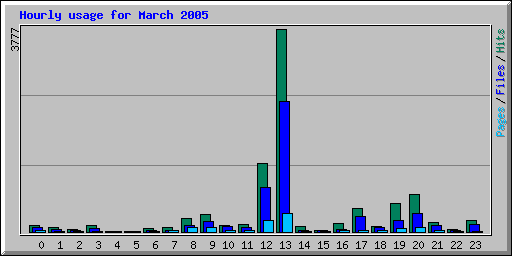 Hourly usage for March 2005
3777
Pages/Files/Hits
0 1 2 3 4 5 6 7 8 9 10 11 12 13 14 15 16 17 18 19 20 21 22 23